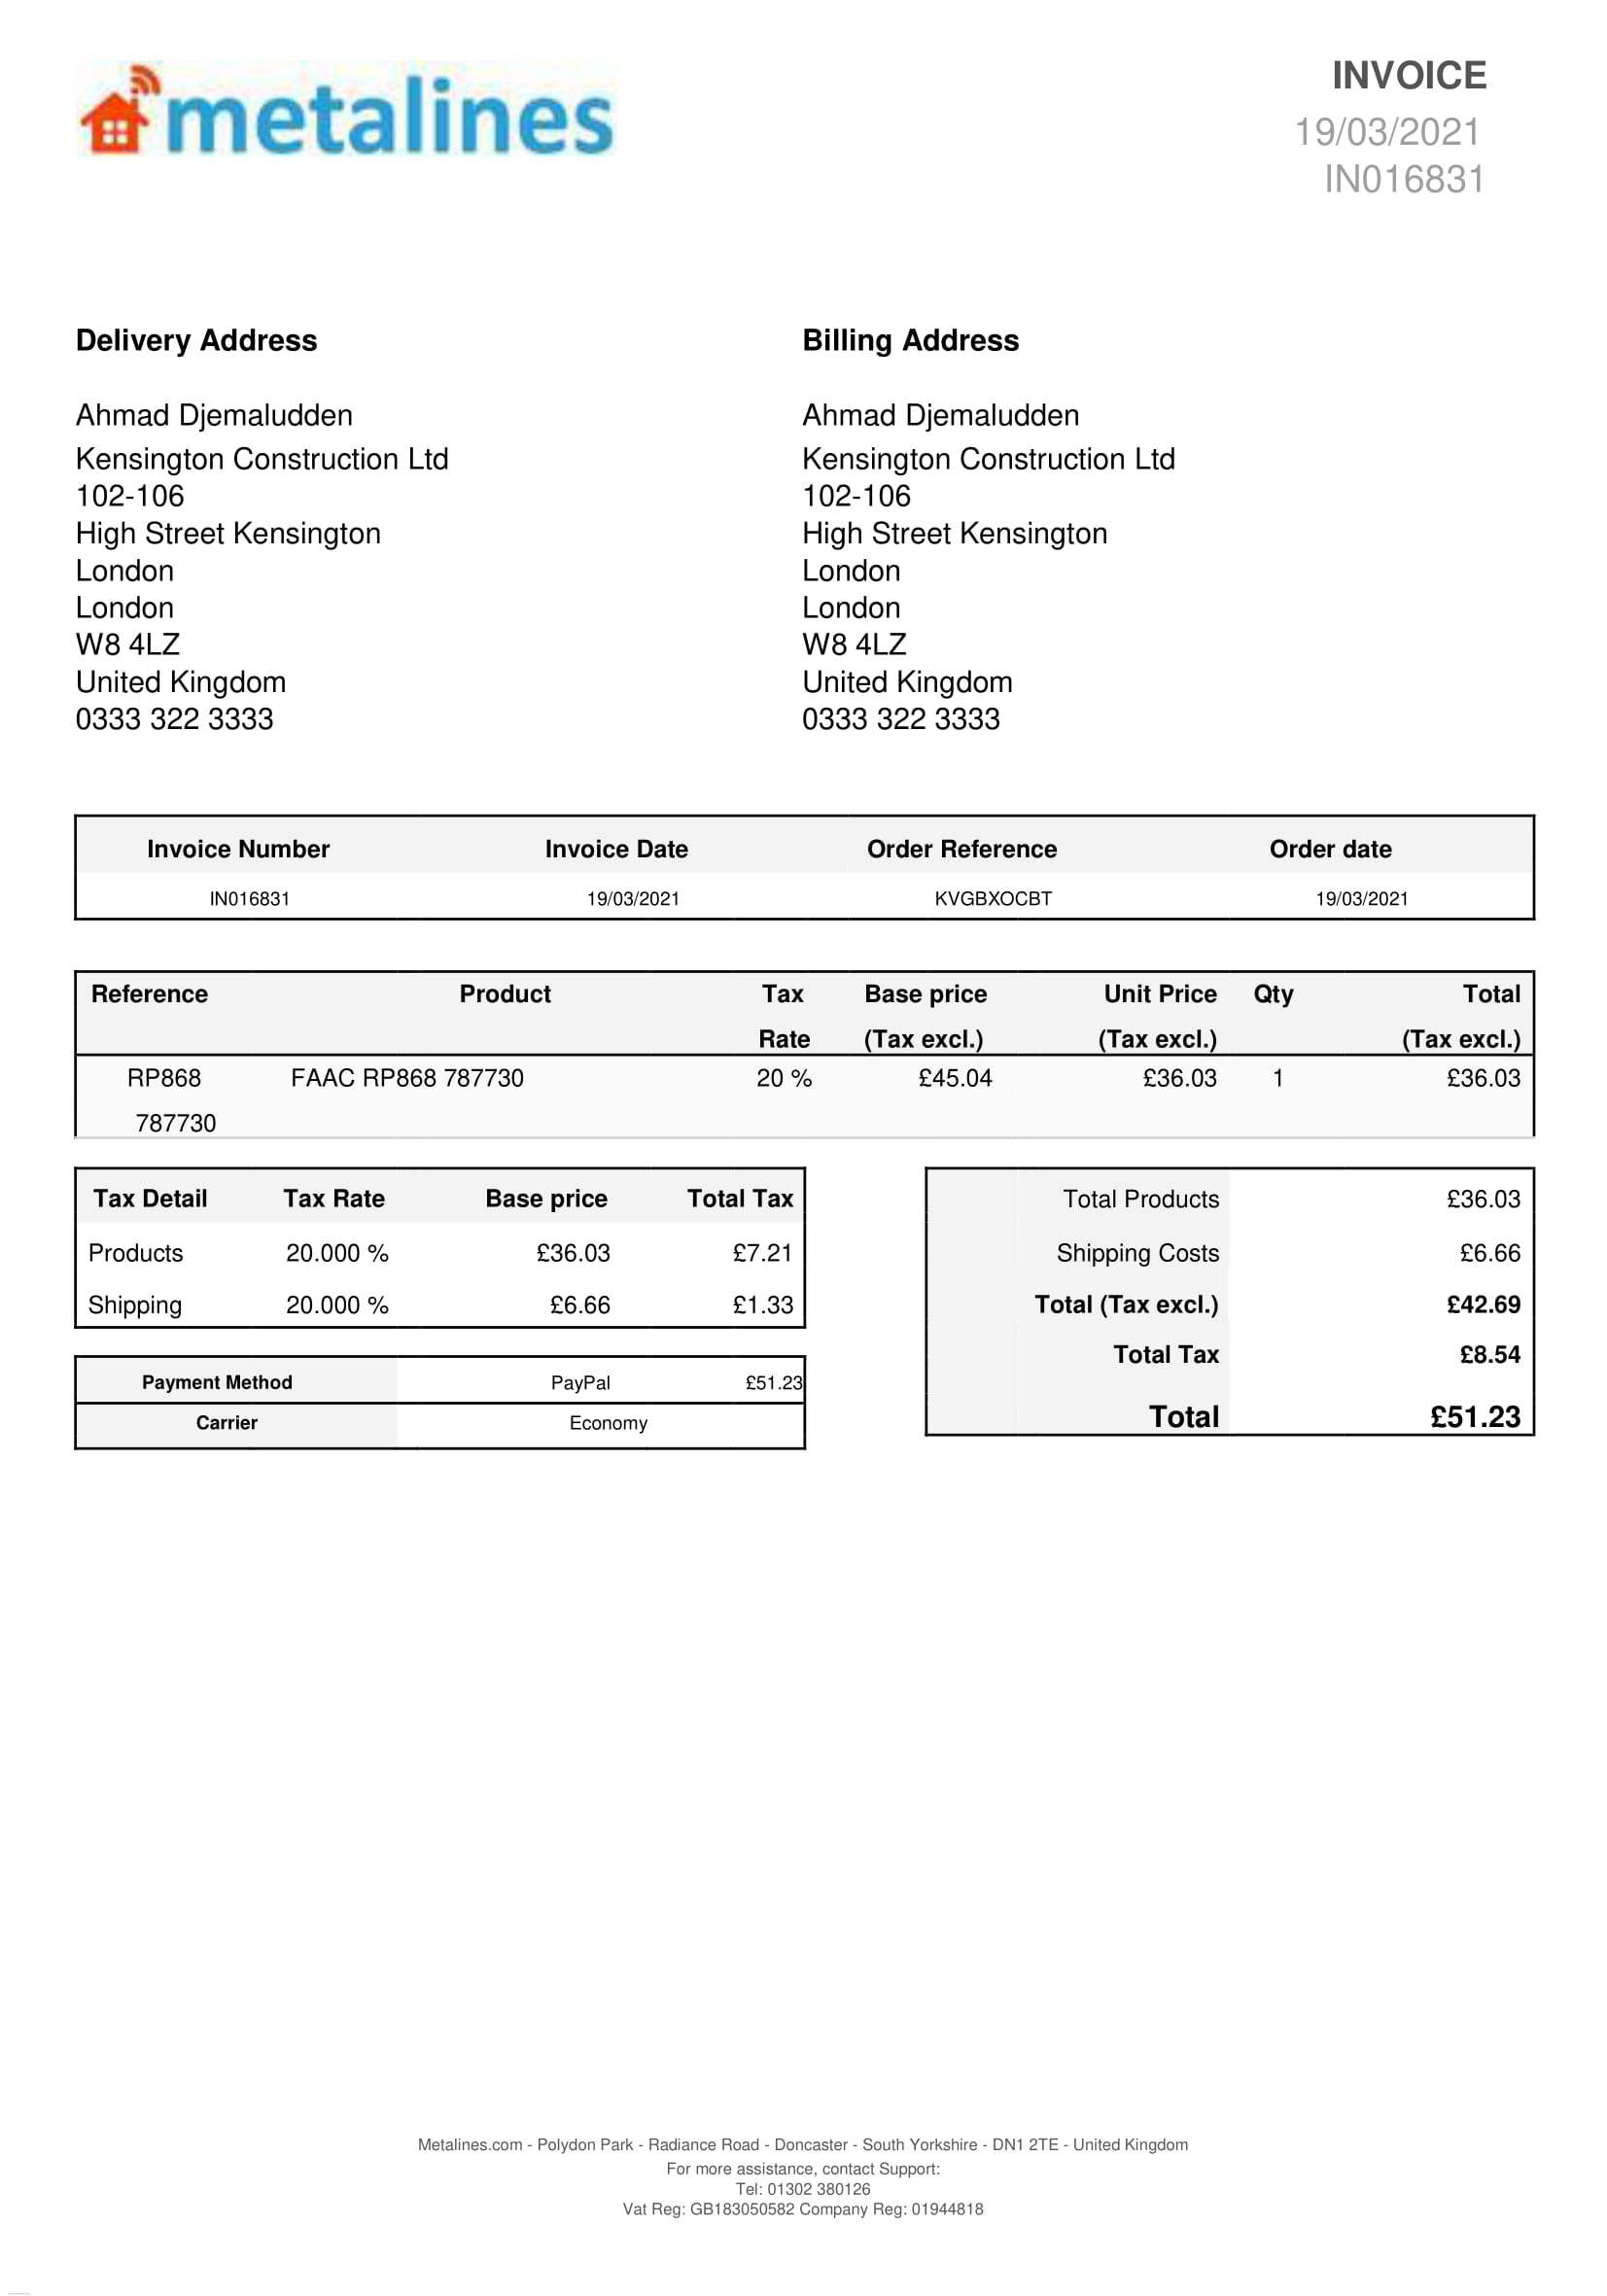 metalines
INVOICE
19/03/2021
IN016831
Delivery Address
Ahmad Djemaludden
Kensington Construction Ltd
102-106
High Street Kensington
London
London
W8 4LZ
United Kingdom
0333 322 3333
Billing Address
Ahmad Djemaludden
Kensington Construction Ltd
102-106
High Street Kensington
London
London
W8 4LZ
United Kingdom
0333 322 3333
Invoice Number Invoice Date Order Reference Order date
IN016831 19/03/2021 KVGBXOCBT 19/03/2021
Reference Product Tax Base price Unit Price Qty Total
Rate (Tax excl.) (Tax excl.) (Tax excl.)
RP868 FAAC RP868 787730 20 % £45.04 £36.03 1 £36.03
787730
Tax Detail Tax Rate Base price Total Tax
Products 20.000 % £36.03 £7.21
Shipping 20.000 % £6.66 £1.33
Payment Method PayPal £51.23
Carrier Economy
Total Products £36.03
Shipping Costs £6.66
Total (Tax excl.) £42.69
Total Tax £8.54
Total £51.23
Metalines.com - Polydon Park - Radiance Road - Doncaster - South Yorkshire - DN1 2TE - United Kingdom
For more assistance, contact Support:
Tel: 01302 380126
Vat Reg: GB183050582 Company Reg: 01944818